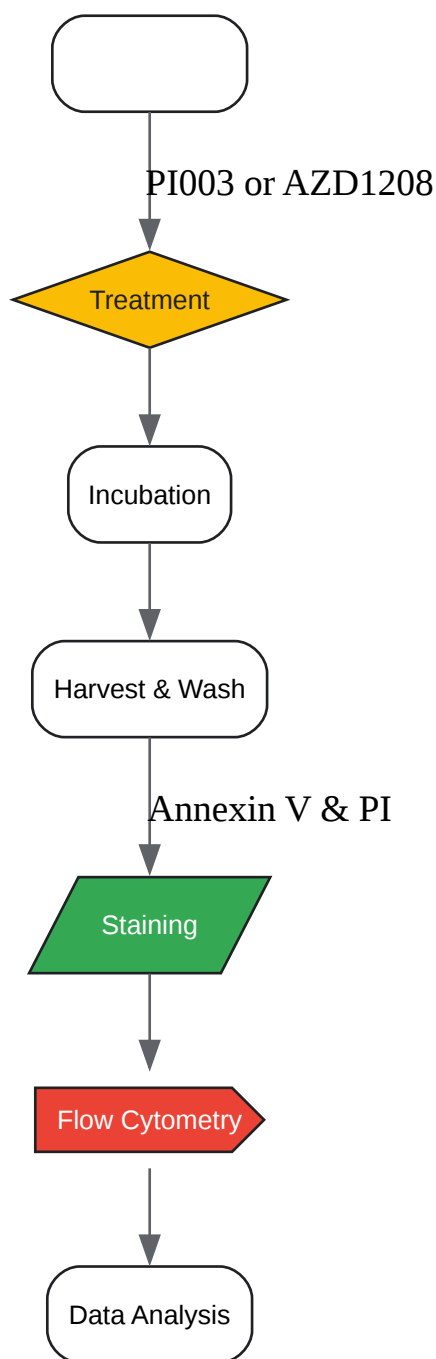 PI003 or AZD1208
Treatment
Incubation
Harvest & Wash
Annexin V & PI
Staining
Flow Cytometry
Data Analysis